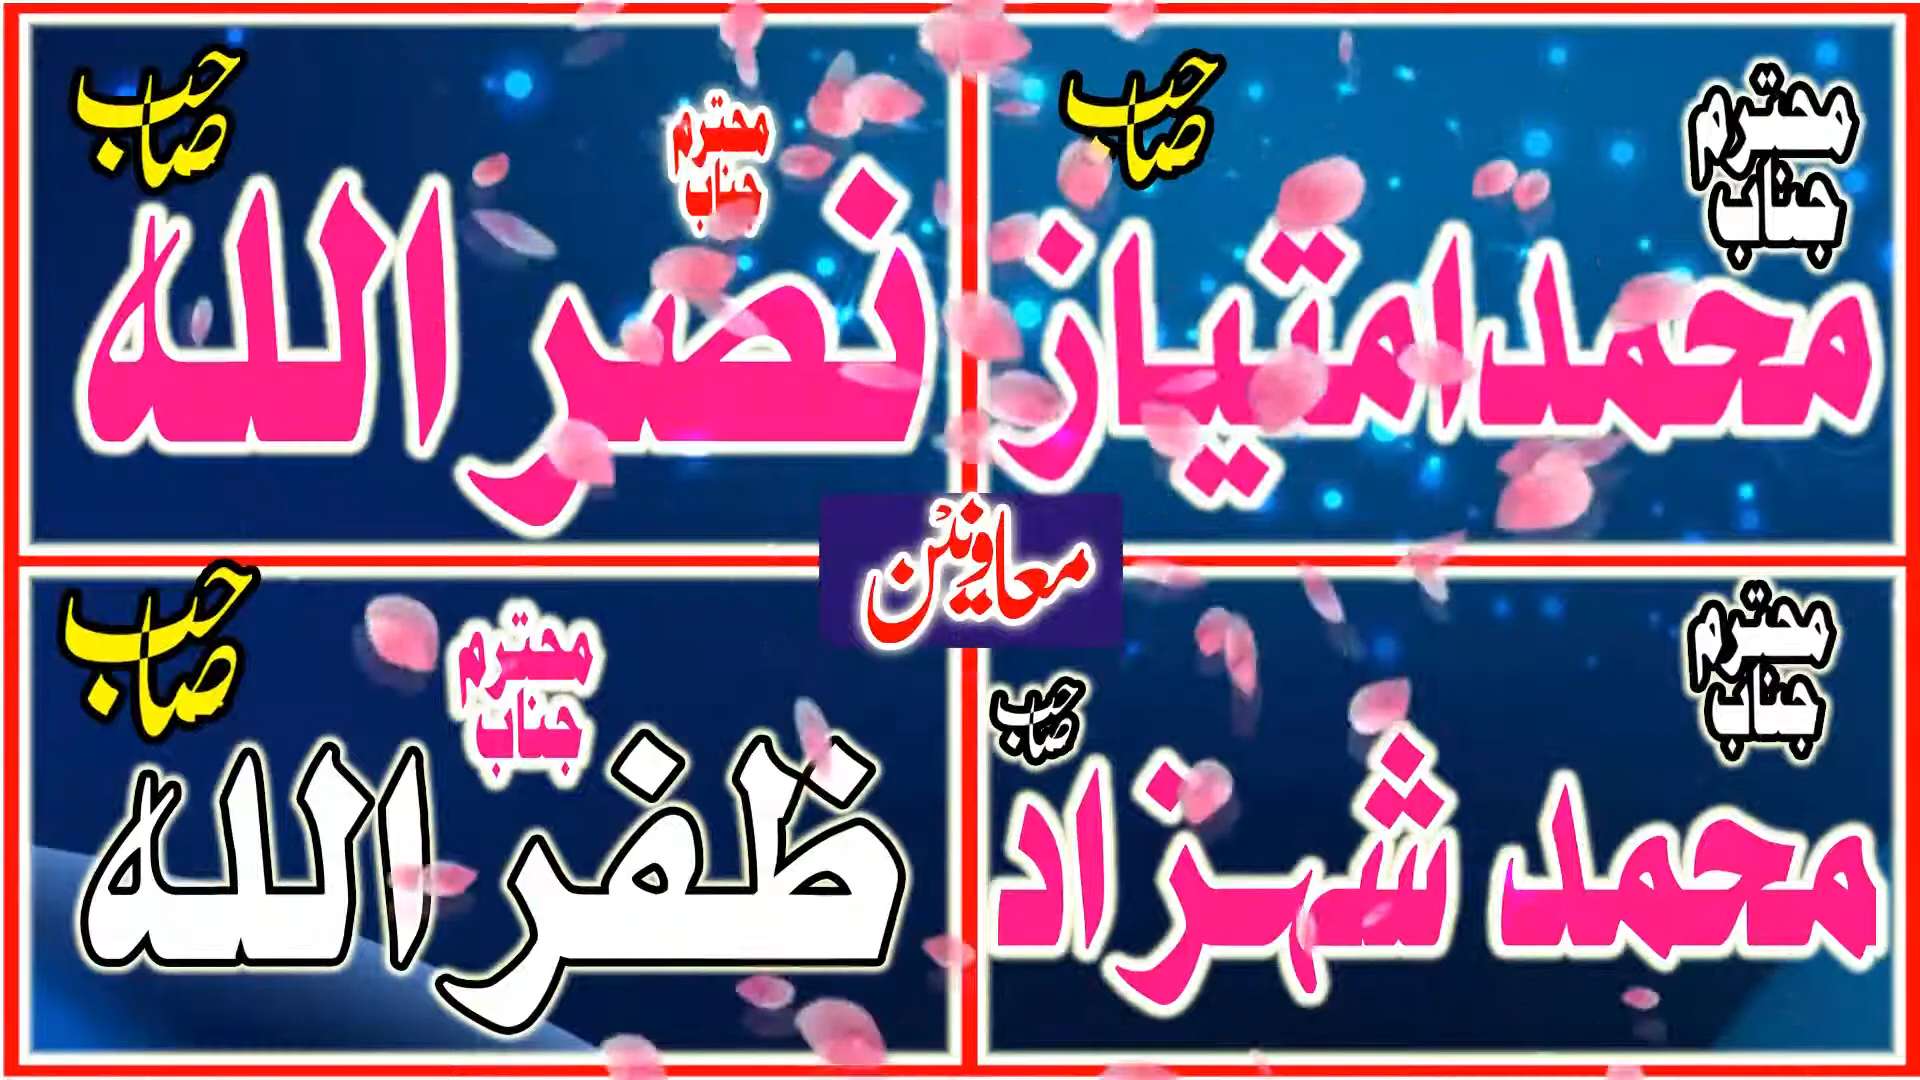 محترم
جناب
محمد امتیاز
صاحب
محترم
جناب
نصر اللہ
صاحب
معاونین
محترم
جناب
محمد شہزاد
صاحب
محترم
جناب
ظفر اللہ
صاحب